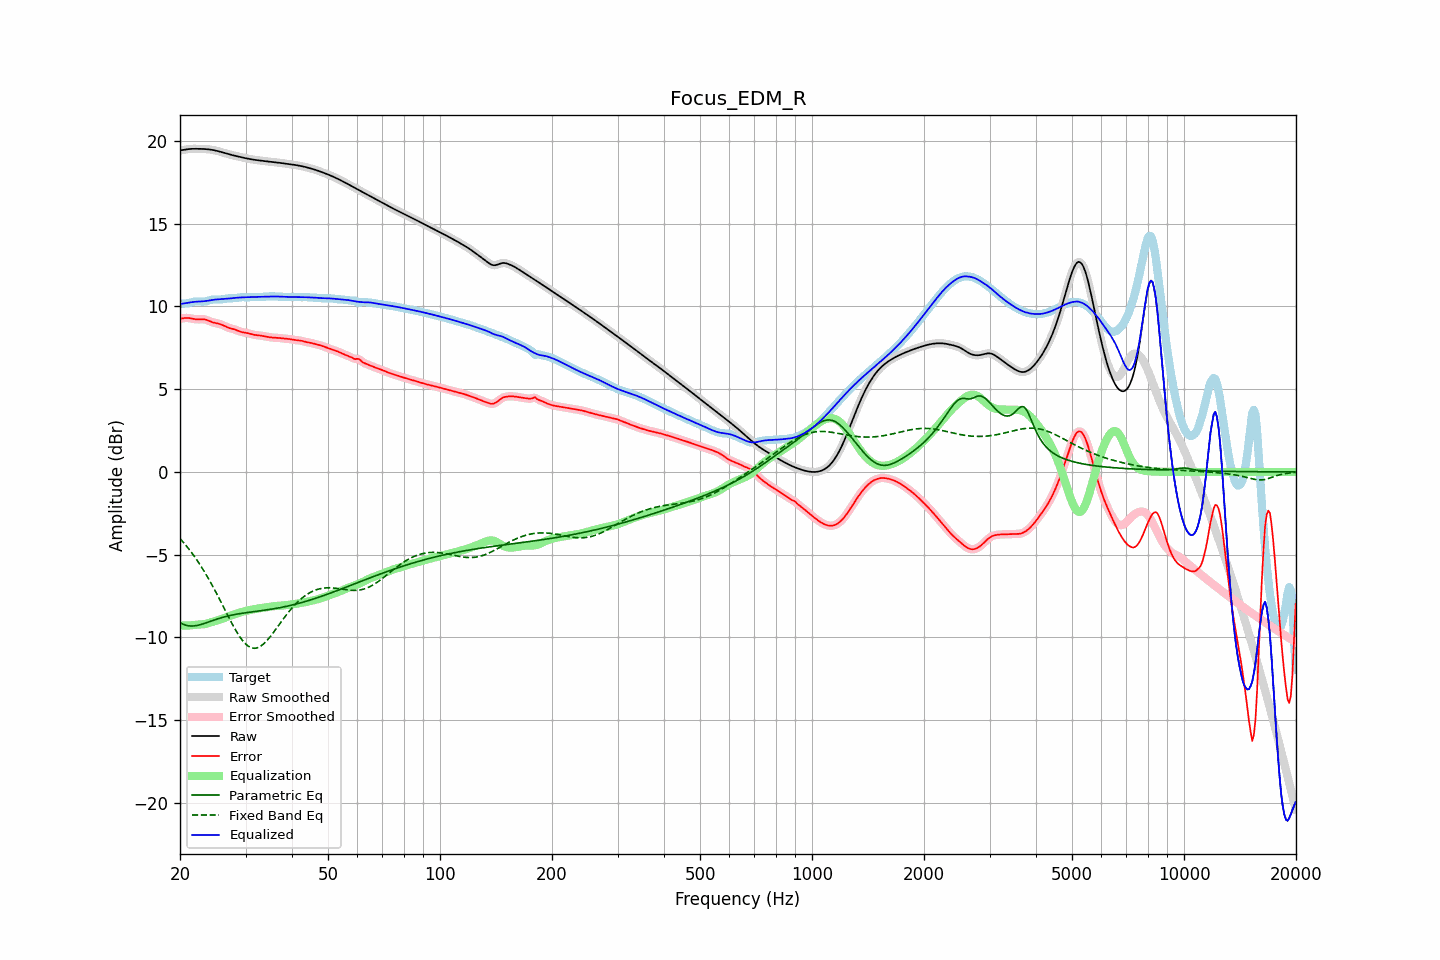 Focus_EDM_R
Amplitude (dBr)
20
15
10
5
0
−5
−10
−15
−20
Target
Raw Smoothed
Error Smoothed
Raw
Error
Equalization
Parametric Eq
Fixed Band Eq
Equalized
20 50 100 200 500 1000 2000 5000 10000 20000
Frequency (Hz)